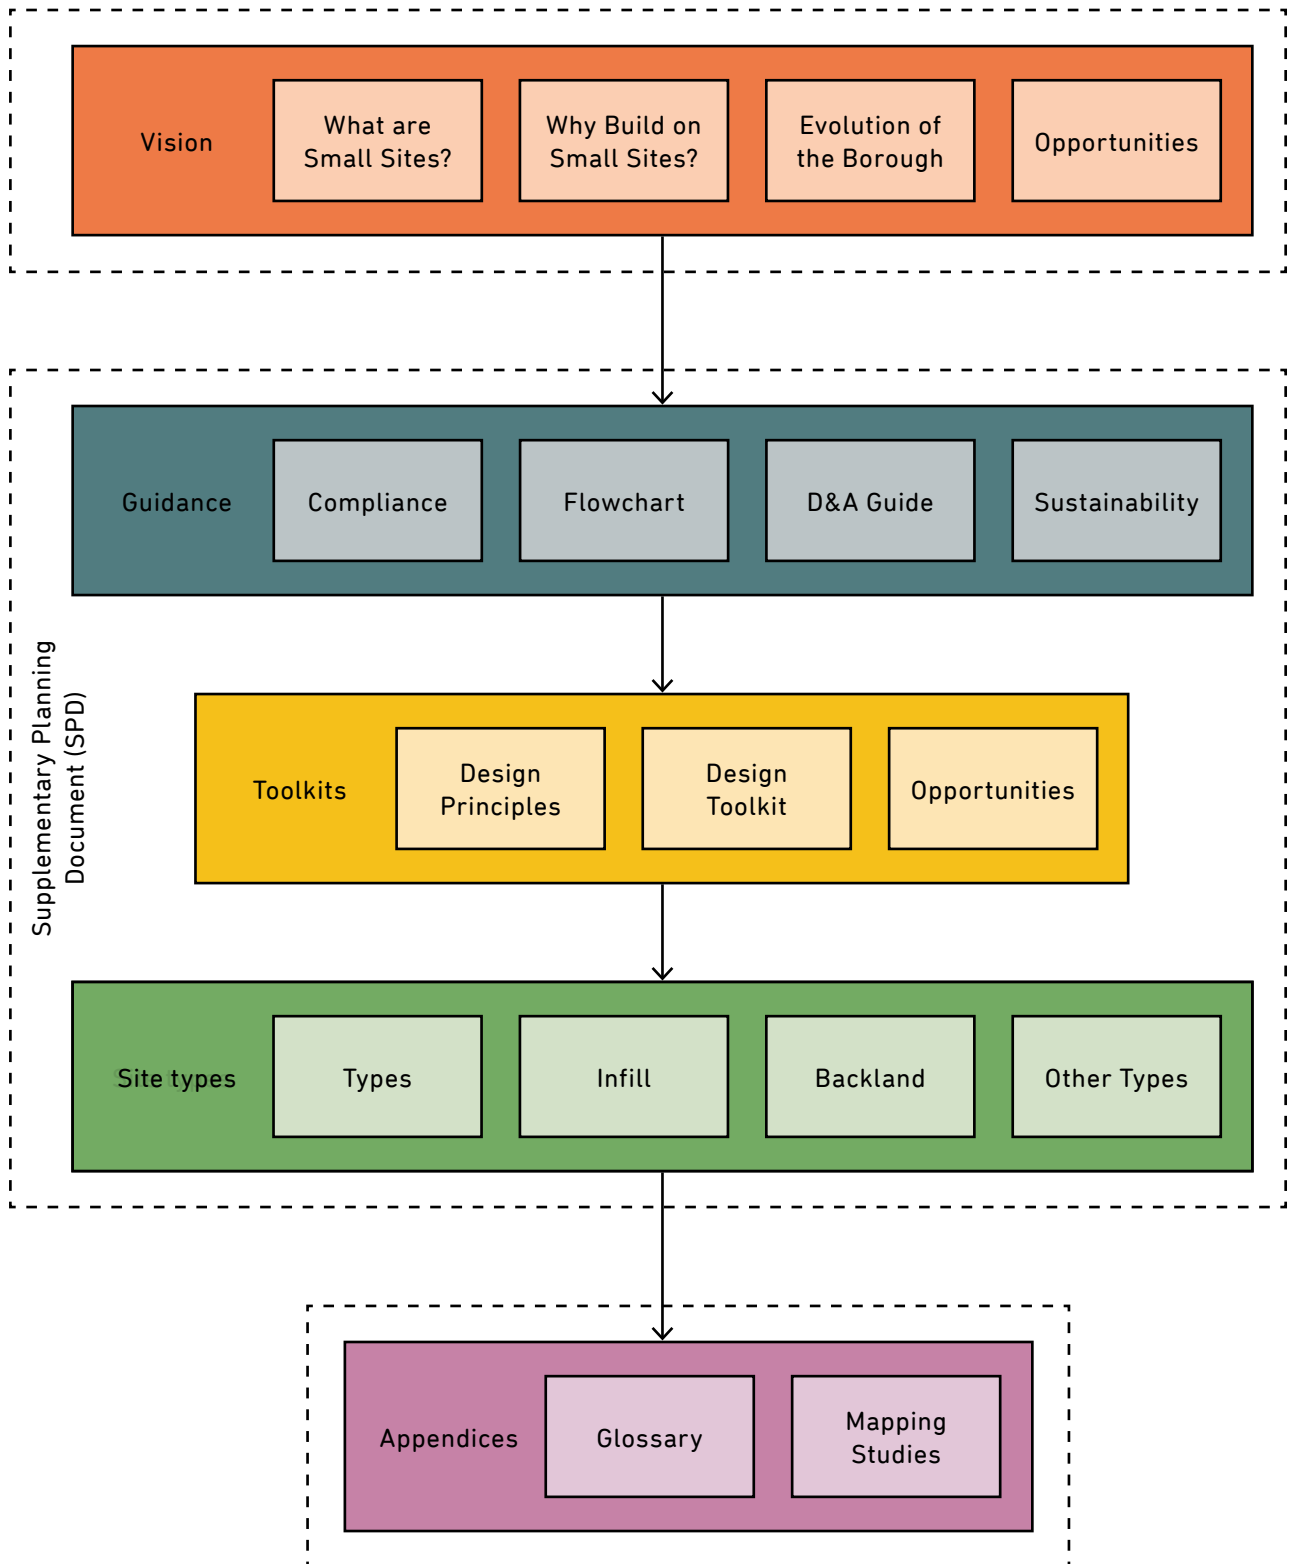 Vision
What are
Small Sites?
Why Build on
Small Sites?
Evolution of
the Borough
Opportunities
Supplementary Planning
Document (SPD)
Guidance
Compliance
Flowchart
D&A Guide
Sustainability
Toolkits
Design
Principles
Design
Toolkit
Opportunities
Site types
Types
Infill
Backland
Other Types
Appendices
Glossary
Mapping
Studies